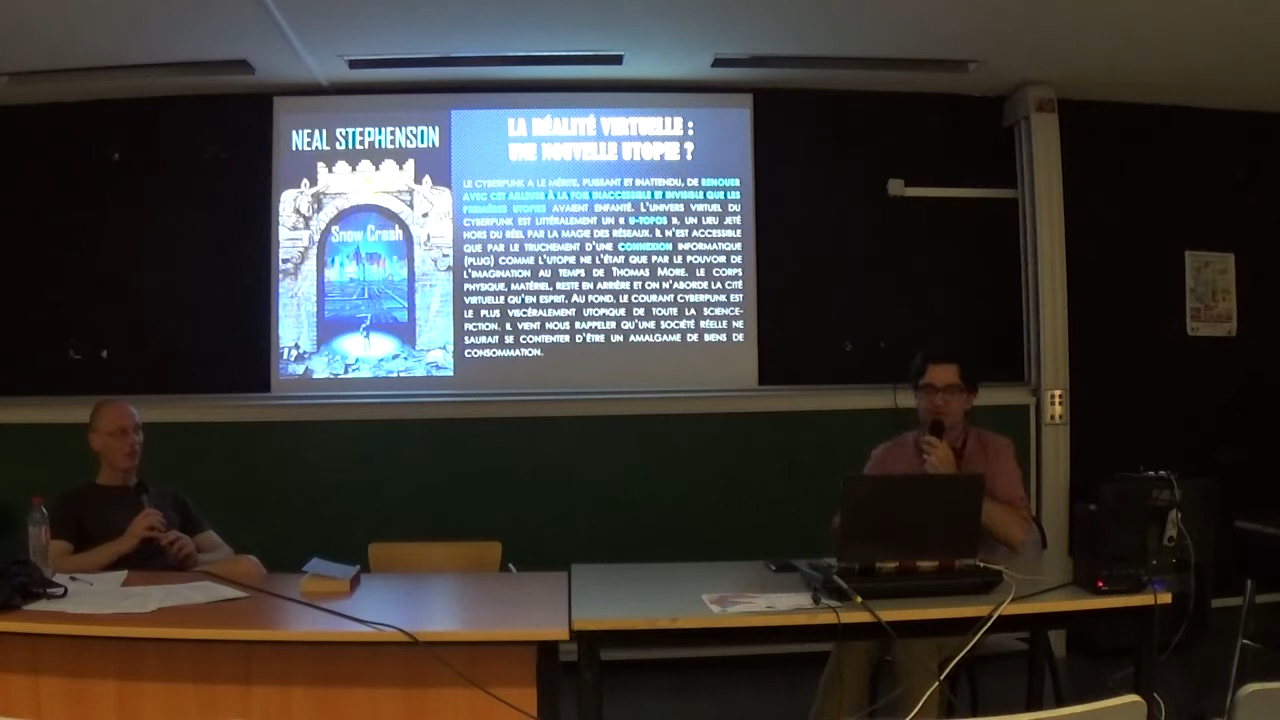 NEAL STEPHENSON
Snow Crash
LA RÉALITÉ VIRTUELLE :
UNE NOUVELLE UTOPIE ?
LE CYBERPUNK A LE MÉRITE, PUISSANT ET INATTENDU, DE RENOUER
AVEC CET AILLEURS À LA FOIS INACCESSIBLE ET INVISIBLE QUE LES
PREMIÈRES UTOPIES AVAIENT ENFANTÉ. L'UNIVERS VIRTUEL DU
CYBERPUNK EST LITTÉRALEMENT UN « U-TOPOS », UN LIEU JETÉ
HORS DU RÉEL PAR LA MAGIE DES RÉSEAUX. IL N'EST ACCESSIBLE
QUE PAR LE TRUCHEMENT D'UNE CONNEXION INFORMATIQUE
(PLUG) COMME L'UTOPIE NE L'ÉTAIT QUE PAR LE POUVOIR DE
L'IMAGINATION AU TEMPS DE THOMAS MORE. LE CORPS
PHYSIQUE, MATÉRIEL, RESTE EN ARRIÈRE ET ON N'ABORDE LA CITÉ
VIRTUELLE QU'EN ESPRIT. AU FOND, LE COURANT CYBERPUNK EST
LE PLUS VISCÉRALEMENT UTOPIQUE DE TOUTE LA SCIENCE-
FICTION. IL VIENT NOUS RAPPELER QU'UNE SOCIÉTÉ RÉELLE NE
SAURAIT SE CONTENTER D'ÊTRE UN AMALGAME DE BIENS DE
CONSOMMATION.